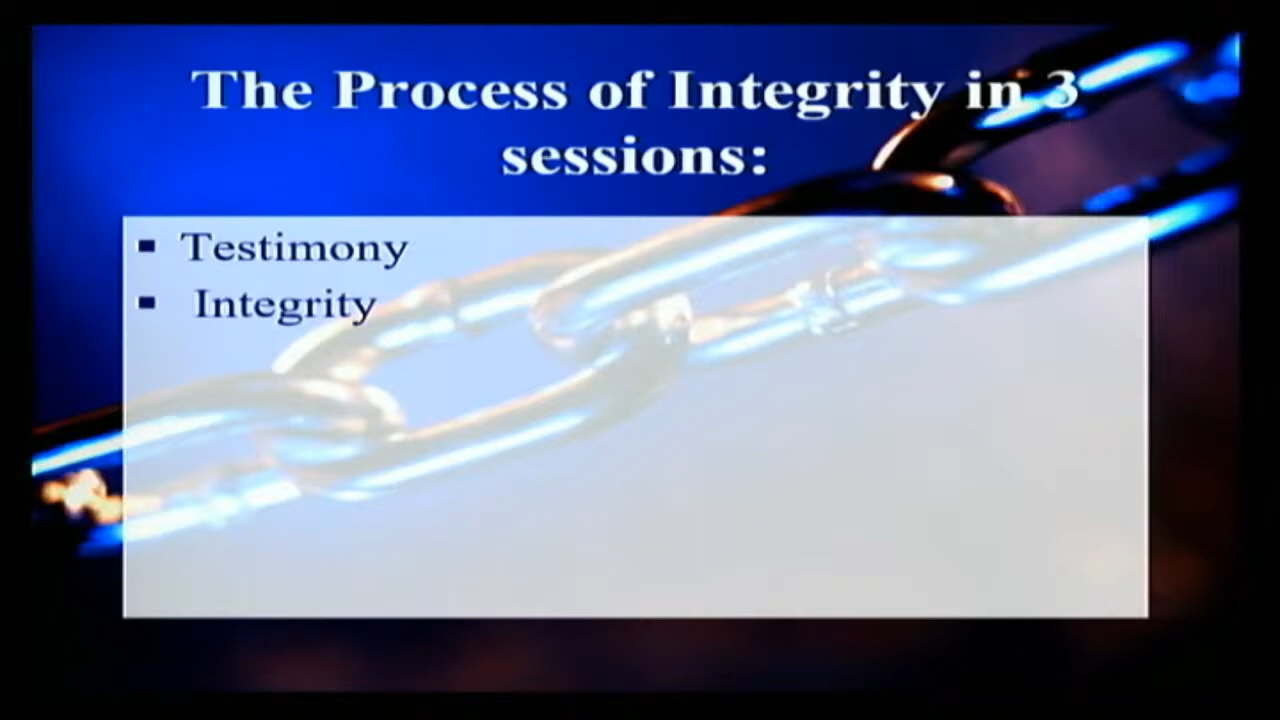 The Process of Integrity in 3
sessions:
▪ Testimony
▪ Integrity